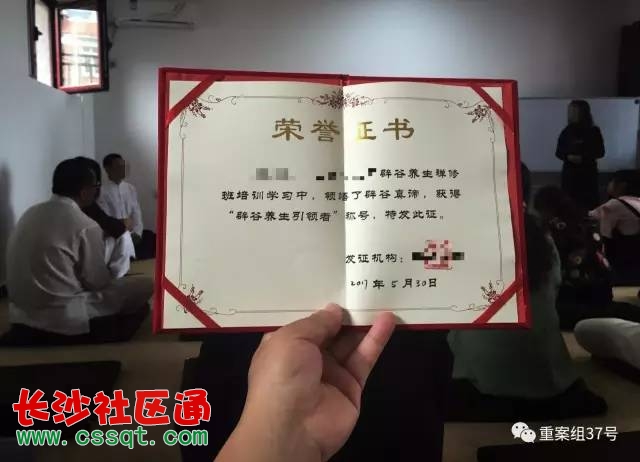 荣誉证书
辟谷养生禅修
班培训学习中,领悟了辟谷真谛,获得
“辟谷养生引领者”称号,特发此证。
发证机构:
2017年5月30日
长沙社区通
www.cssqt.com
重案组37号